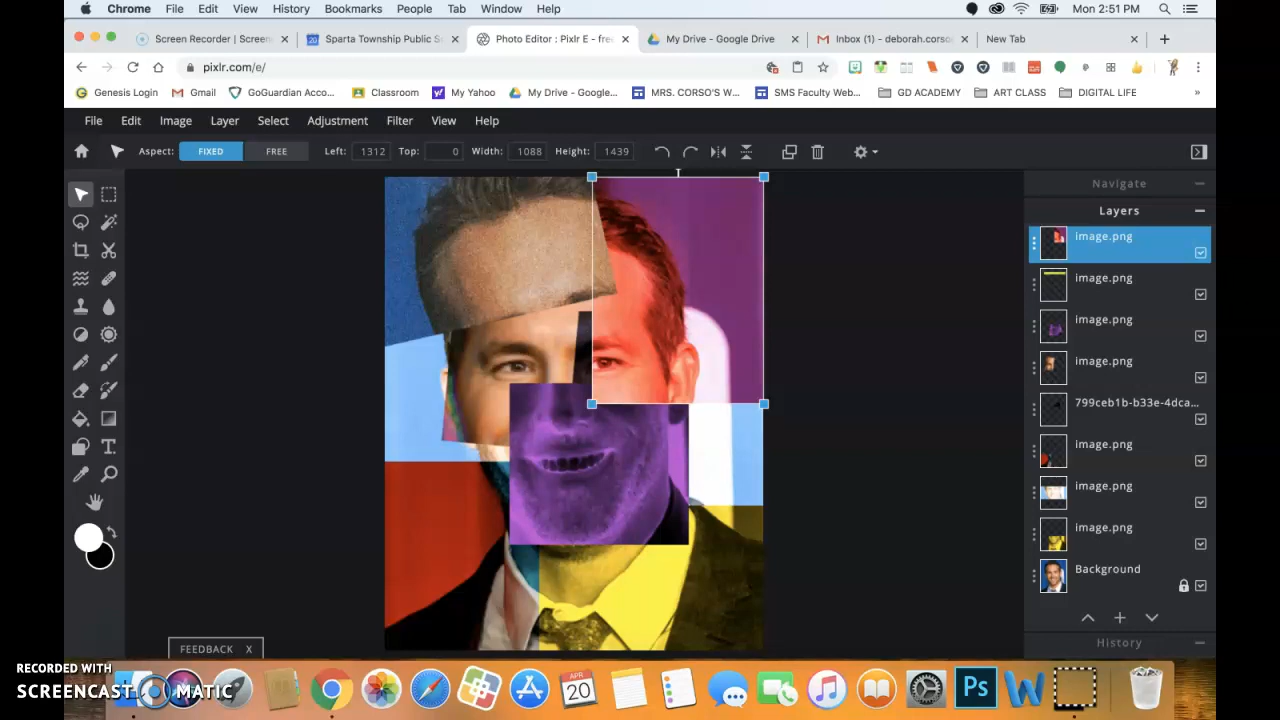 Chrome File Edit View History Bookmarks People Tab Window Help Mon 2:51 PM
Screen Recorder | Screenc Sparta Township Public Sc Photo Editor : Pixlr E - free My Drive - Google Drive Inbox (1) - deborah.corso@ New Tab
pixlr.com/e/
Genesis Login Gmail GoGuardian Acco... Classroom My Yahoo My Drive - Google... MRS. CORSO'S W... SMS Faculty Web... GD ACADEMY ART CLASS DIGITAL LIFE »
File Edit Image Layer Select Adjustment Filter View Help
Aspect: FIXED FREE Left: 1312 Top: 0 Width: 1088 Height: 1439
Navigate
Layers
image.png
image.png
image.png
image.png
799ceb1b-b33e-4dca...
image.png
image.png
image.png
Background
History
FEEDBACK X
APR
20
Ps
RECORDED WITH
SCREENCAST MATIC